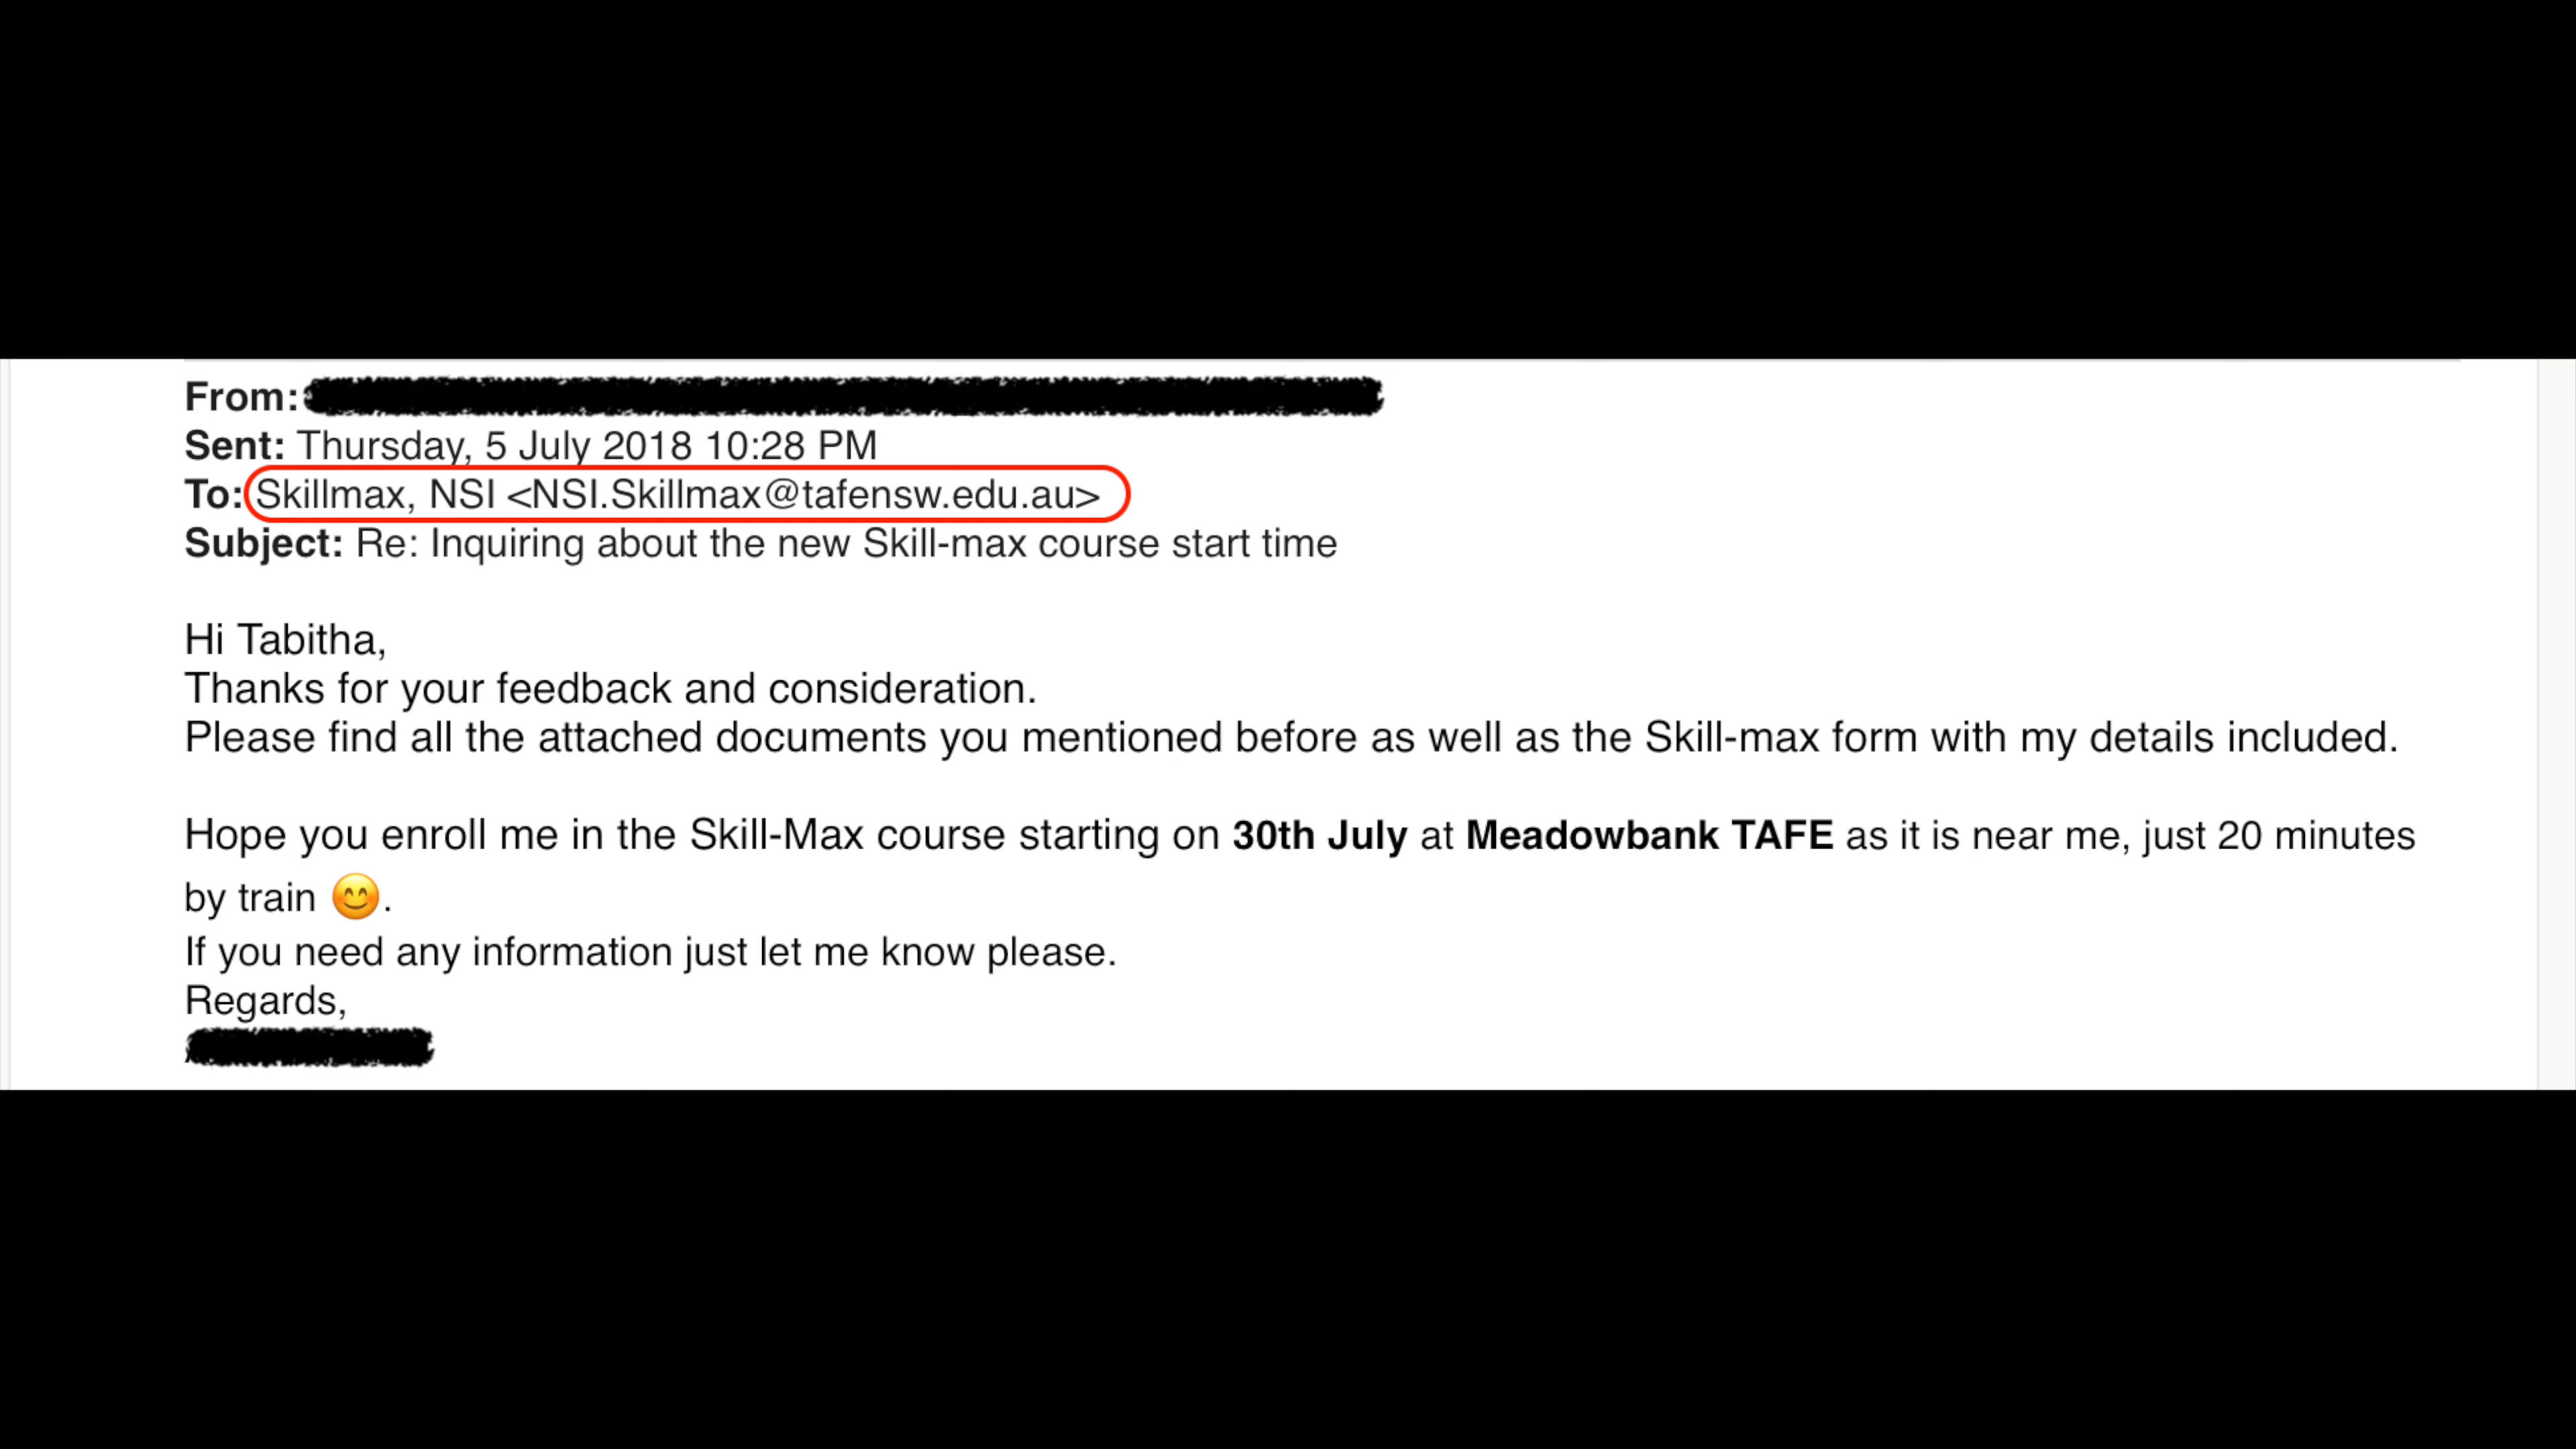 From:
Sent: Thursday, 5 July 2018 10:28 PM
To: Skillmax, NSI <NSI.Skillmax@tafensw.edu.au>
Subject: Re: Inquiring about the new Skill-max course start time
Hi Tabitha,
Thanks for your feedback and consideration.
Please find all the attached documents you mentioned before as well as the Skill-max form with my details included.
Hope you enroll me in the Skill-Max course starting on 30th July at Meadowbank TAFE as it is near me, just 20 minutes
by train 😊.
If you need any information just let me know please.
Regards,